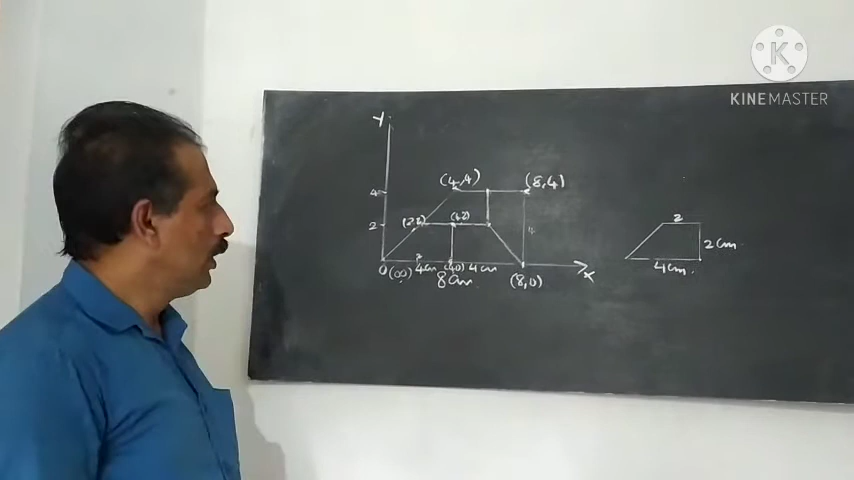 K
KINEMASTER
Y
(4,4)
(8,4)
4
(2,2)
(4,2)
2
4
2
2cm
0
(0,0)
4cm
(4,0)
4cm
X
4cm
8cm
(8,0)